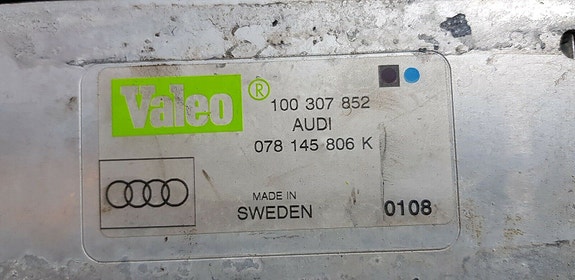 Valeo ®
100 307 852
AUDI
078 145 806 K
MADE IN
SWEDEN
0108